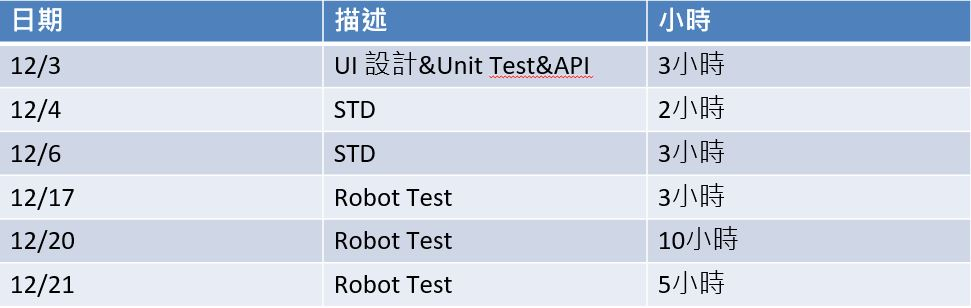 日期 描述 小時
12/3 UI 設計&Unit Test&API 3小時
12/4 STD 2小時
12/6 STD 3小時
12/17 Robot Test 3小時
12/20 Robot Test 10小時
12/21 Robot Test 5小時